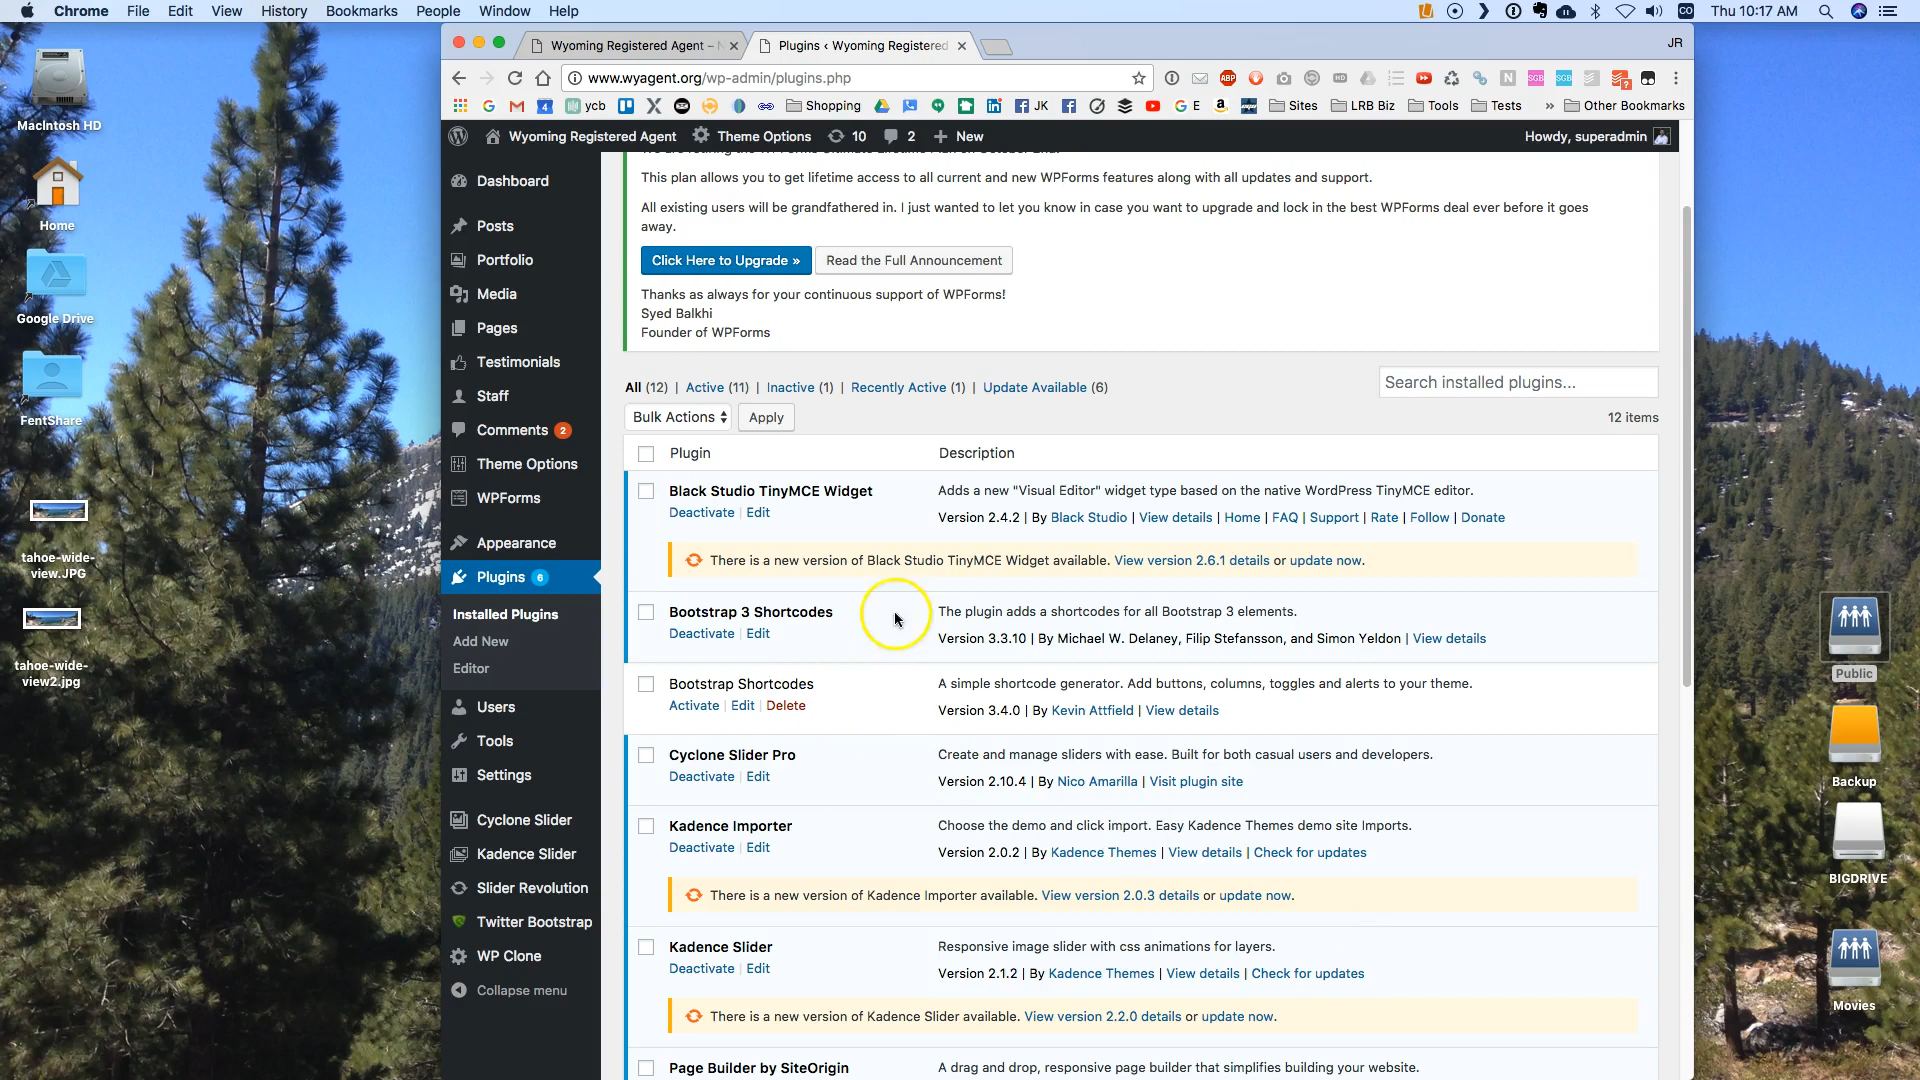 Chrome File Edit View History Bookmarks People Window Help
Thu 10:17 AM
Macintosh HD
Home
Google Drive
FentShare
tahoe-wide-
view.JPG
tahoe-wide-
view2.jpg
Wyoming Registered Agent –
Plugins ‹ Wyoming Registered
JR
www.wyagent.org/wp-admin/plugins.php
ycb Shopping JK G E Sites LRB Biz Tools Tests » Other Bookmarks
Wyoming Registered Agent Theme Options 10 2 New
Howdy, superadmin
Dashboard
Posts
Portfolio
Media
Pages
Testimonials
Staff
Comments 2
Theme Options
WPForms
Appearance
Plugins 6
Installed Plugins
Add New
Editor
Users
Tools
Settings
Cyclone Slider
Kadence Slider
Slider Revolution
Twitter Bootstrap
WP Clone
Collapse menu
This plan allows you to get lifetime access to all current and new WPForms features along with all updates and support.
All existing users will be grandfathered in. I just wanted to let you know in case you want to upgrade and lock in the best WPForms deal ever before it goes
away.
Click Here to Upgrade » Read the Full Announcement
Thanks as always for your continuous support of WPForms!
Syed Balkhi
Founder of WPForms
All (12) | Active (11) | Inactive (1) | Recently Active (1) | Update Available (6)
Search installed plugins...
Bulk Actions Apply
12 items
Plugin Description
Black Studio TinyMCE Widget
Deactivate | Edit
Adds a new "Visual Editor" widget type based on the native WordPress TinyMCE editor.
Version 2.4.2 | By Black Studio | View details | Home | FAQ | Support | Rate | Follow | Donate
There is a new version of Black Studio TinyMCE Widget available. View version 2.6.1 details or update now.
Bootstrap 3 Shortcodes
Deactivate | Edit
The plugin adds a shortcodes for all Bootstrap 3 elements.
Version 3.3.10 | By Michael W. Delaney, Filip Stefansson, and Simon Yeldon | View details
Bootstrap Shortcodes
Activate | Edit | Delete
A simple shortcode generator. Add buttons, columns, toggles and alerts to your theme.
Version 3.4.0 | By Kevin Attfield | View details
Cyclone Slider Pro
Deactivate | Edit
Create and manage sliders with ease. Built for both casual users and developers.
Version 2.10.4 | By Nico Amarilla | Visit plugin site
Kadence Importer
Deactivate | Edit
Choose the demo and click import. Easy Kadence Themes demo site Imports.
Version 2.0.2 | By Kadence Themes | View details | Check for updates
There is a new version of Kadence Importer available. View version 2.0.3 details or update now.
Kadence Slider
Deactivate | Edit
Responsive image slider with css animations for layers.
Version 2.1.2 | By Kadence Themes | View details | Check for updates
There is a new version of Kadence Slider available. View version 2.2.0 details or update now.
Page Builder by SiteOrigin
A drag and drop, responsive page builder that simplifies building your website.
Public
Backup
BIGDRIVE
Movies